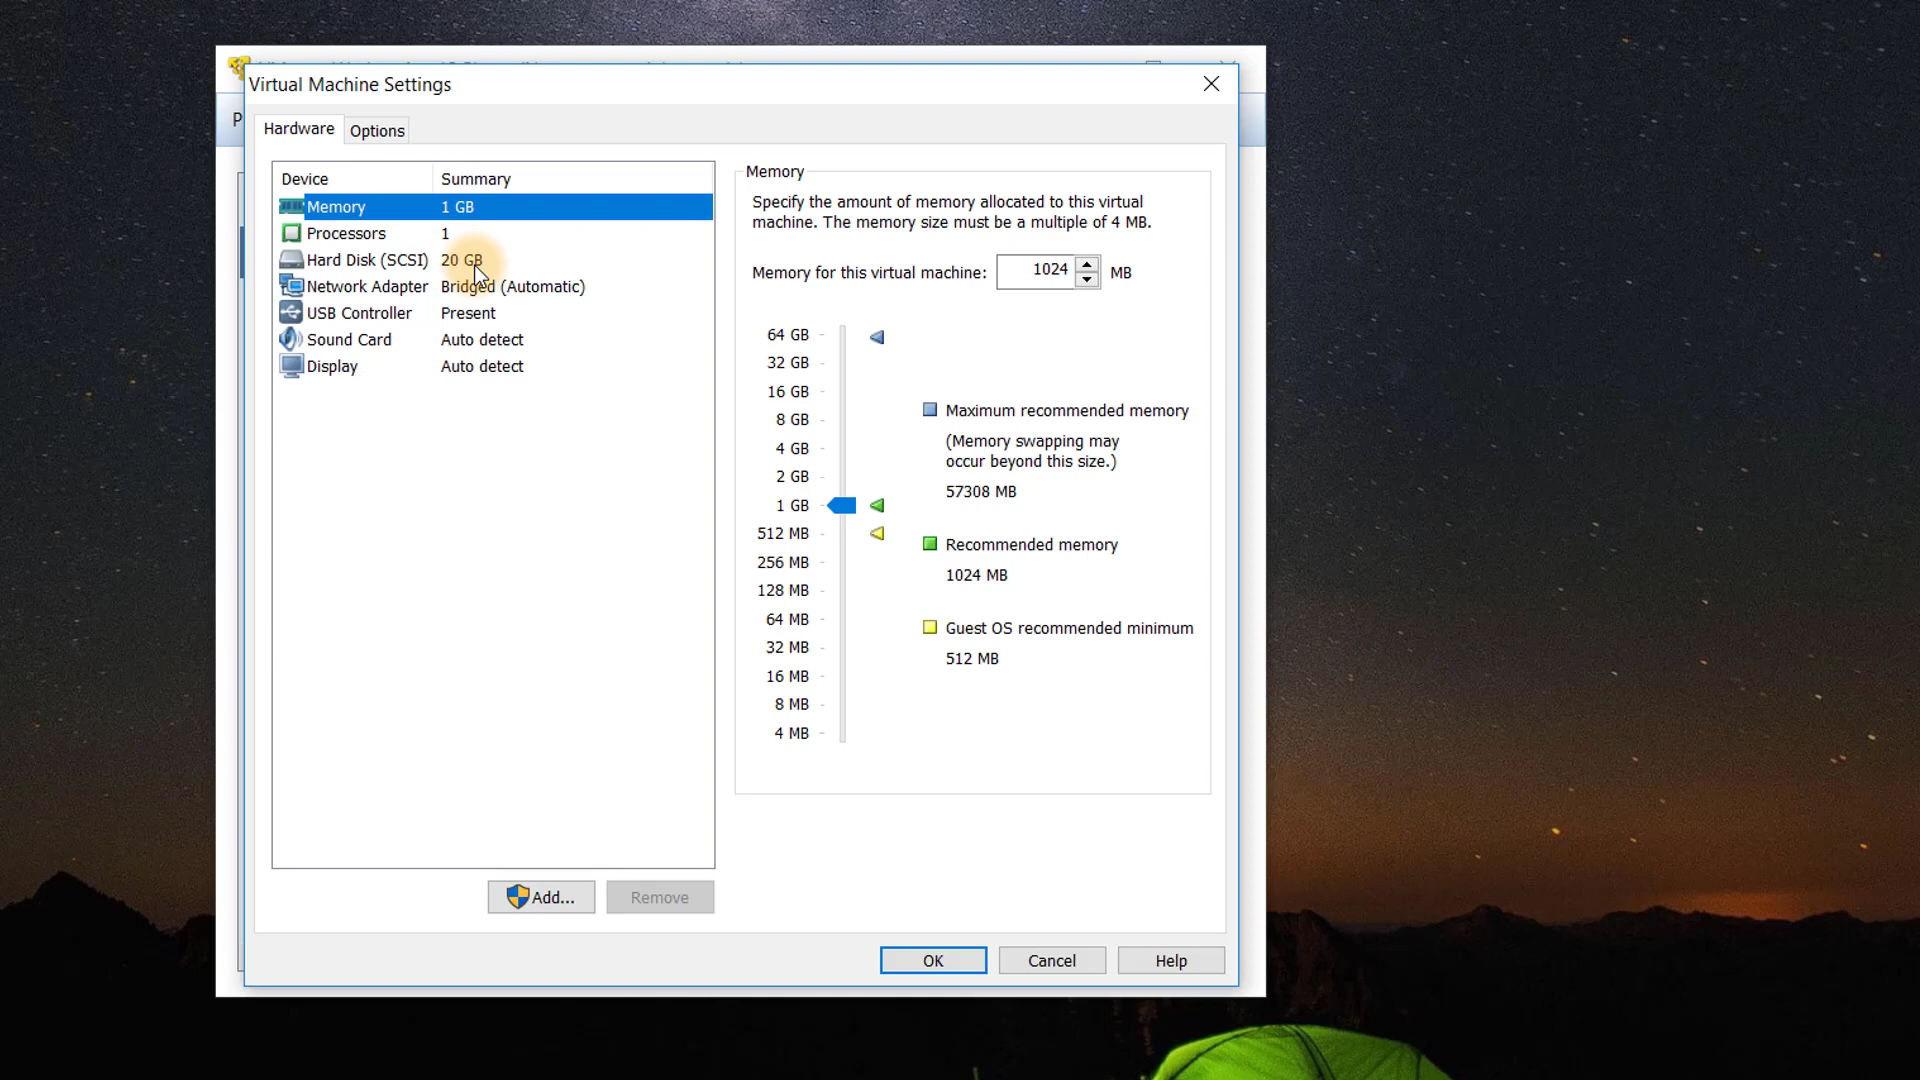 Virtual Machine Settings
P
Hardware
Options
Device
Summary
Memory
1 GB
Processors
1
Hard Disk (SCSI)
20 GB
Network Adapter
Bridged (Automatic)
USB Controller
Present
Sound Card
Auto detect
Display
Auto detect
Add...
Remove
Memory
Specify the amount of memory allocated to this virtual
machine. The memory size must be a multiple of 4 MB.
Memory for this virtual machine:
1024
MB
64 GB
32 GB
16 GB
8 GB
4 GB
2 GB
1 GB
512 MB
256 MB
128 MB
64 MB
32 MB
16 MB
8 MB
4 MB
Maximum recommended memory
(Memory swapping may
occur beyond this size.)
57308 MB
Recommended memory
1024 MB
Guest OS recommended minimum
512 MB
OK
Cancel
Help